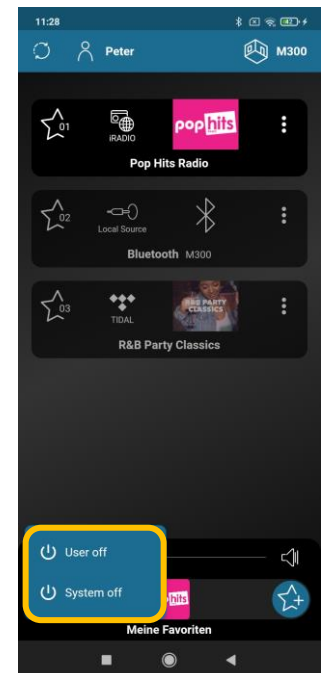 11:28
42
Peter
M300
01
iRADIO
pop hits
Pop Hits Radio
02
Local Source
Bluetooth M300
03
TIDAL
R&B PARTY
CLASSICS
R&B Party Classics
User off
System off
hits
Meine Favoriten